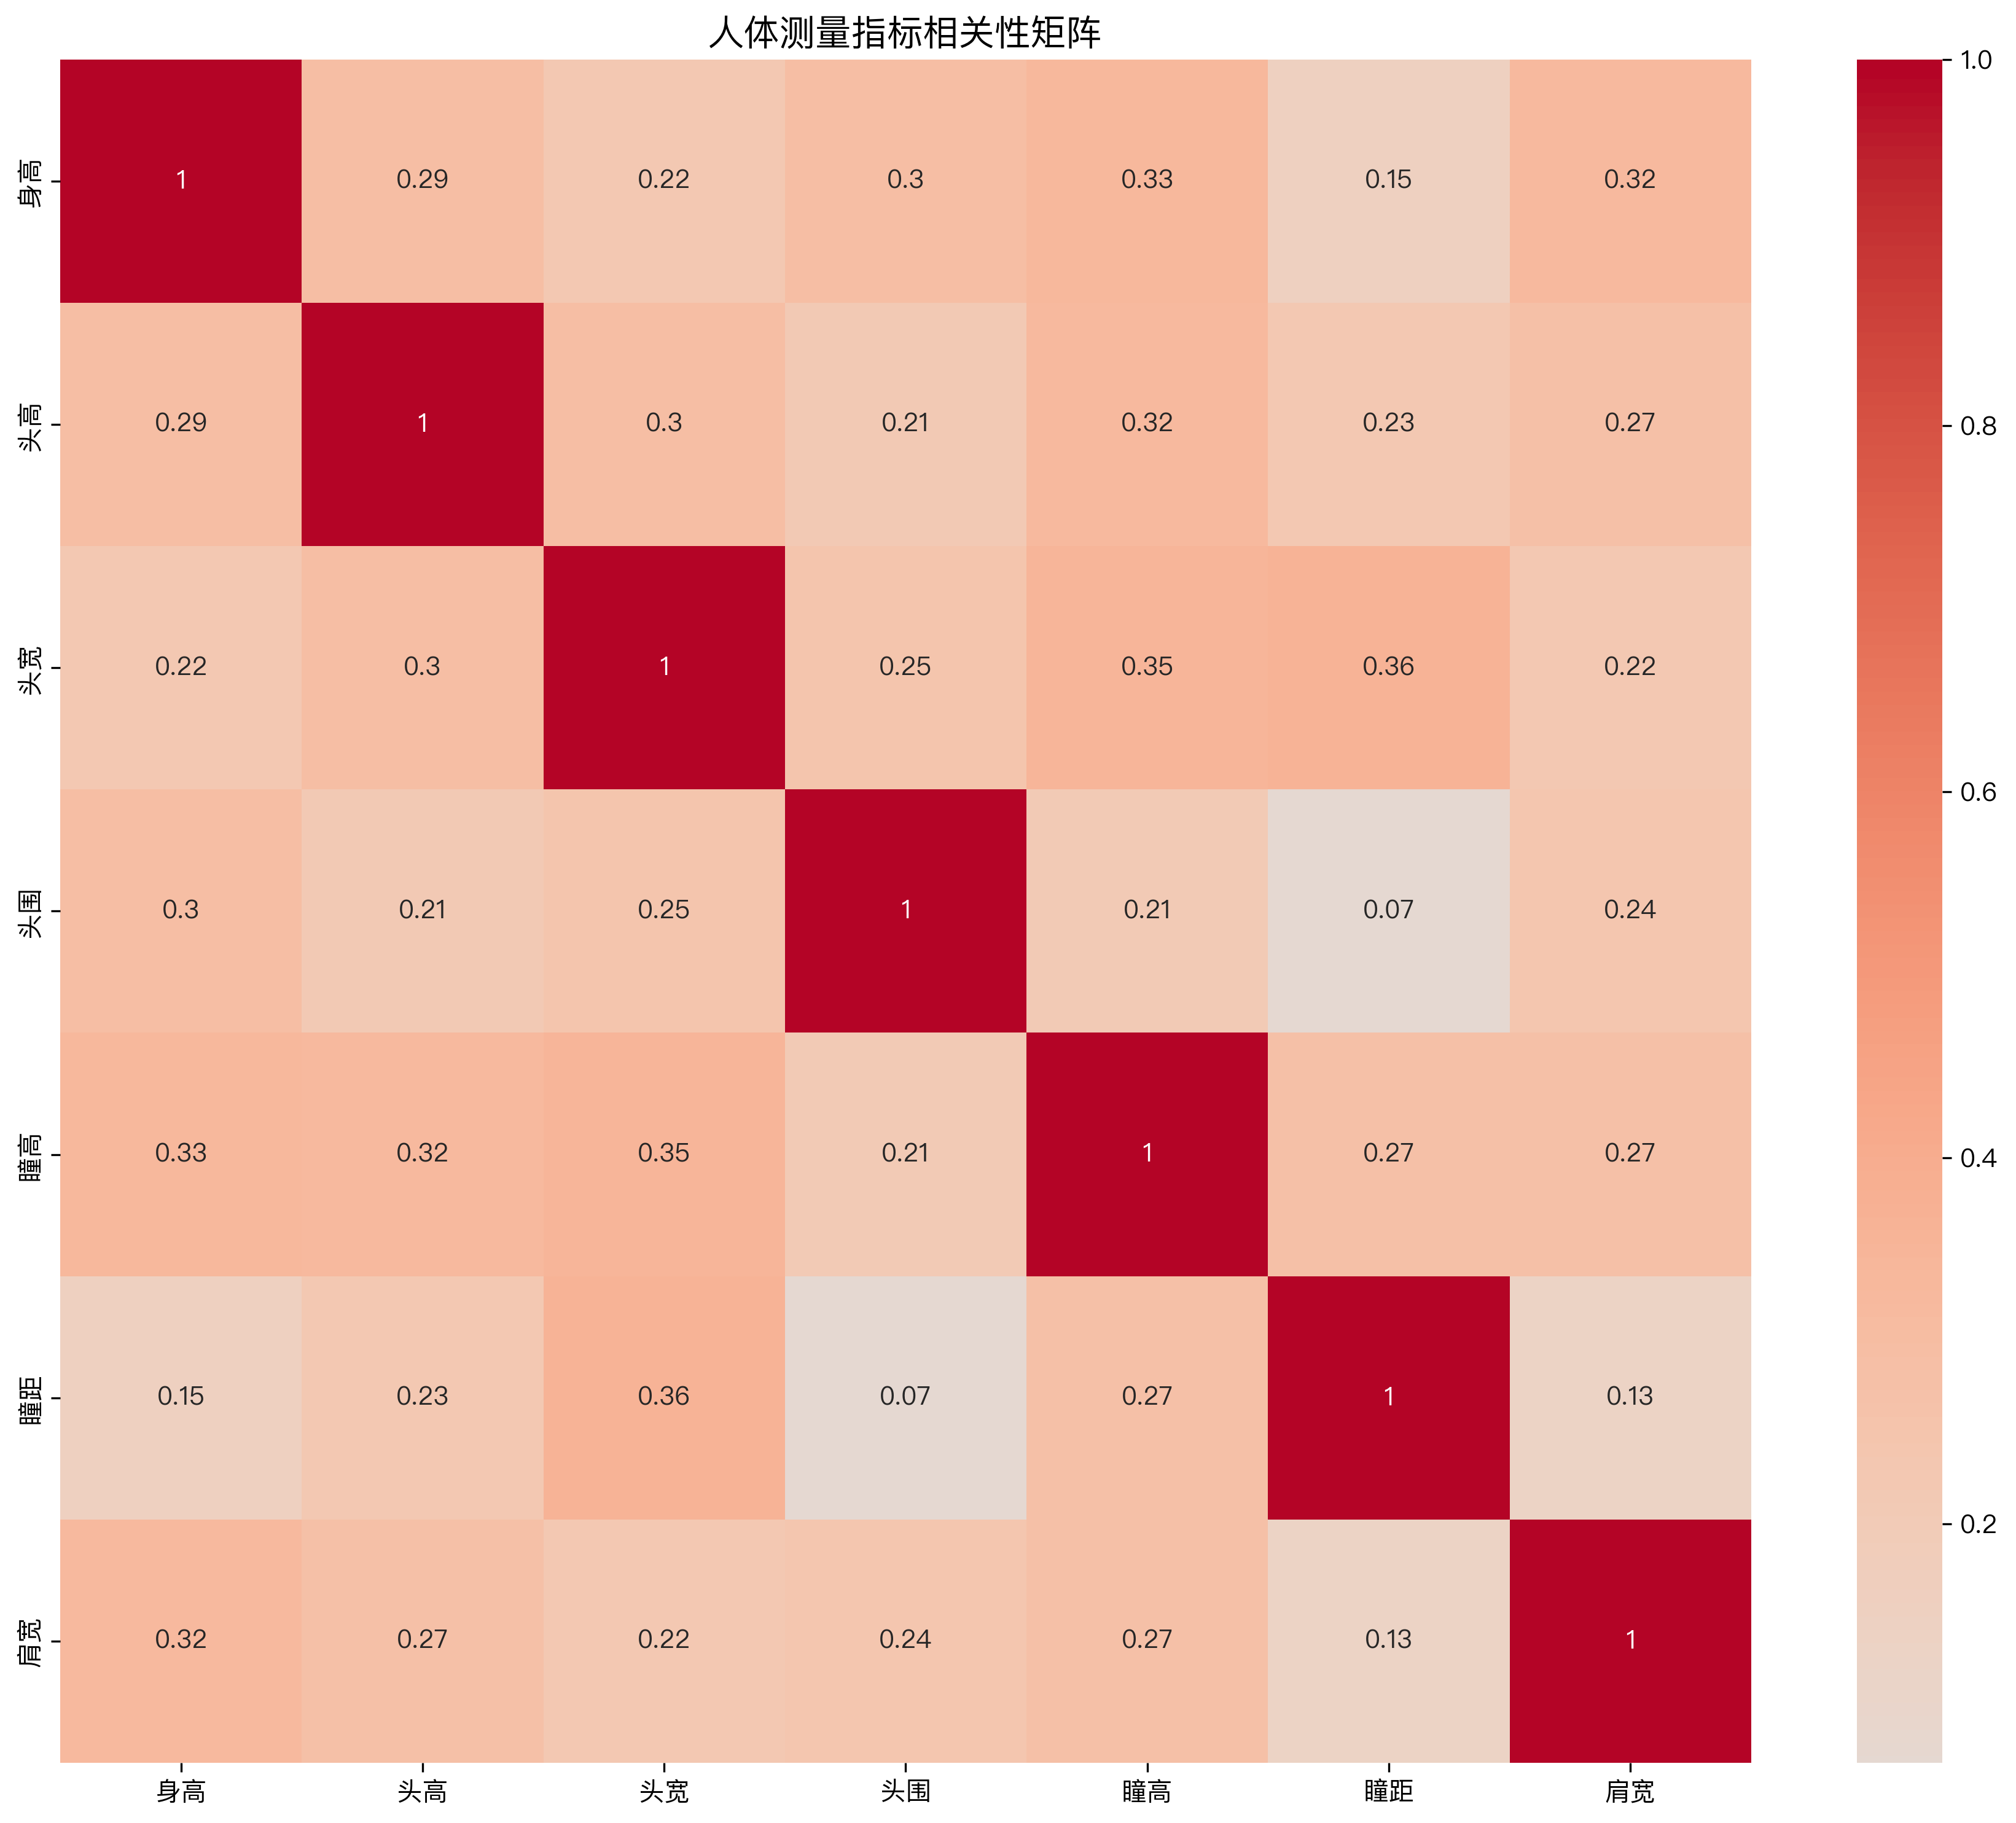 人体测量指标相关性矩阵
身高 1 0.29 0.22 0.3 0.33 0.15 0.32
头高 0.29 1 0.3 0.21 0.32 0.23 0.27
头宽 0.22 0.3 1 0.25 0.35 0.36 0.22
头围 0.3 0.21 0.25 1 0.21 0.07 0.24
瞳高 0.33 0.32 0.35 0.21 1 0.27 0.27
瞳距 0.15 0.23 0.36 0.07 0.27 1 0.13
肩宽 0.32 0.27 0.22 0.24 0.27 0.13 1
身高 头高 头宽 头围 瞳高 瞳距 肩宽
1.0
0.8
0.6
0.4
0.2